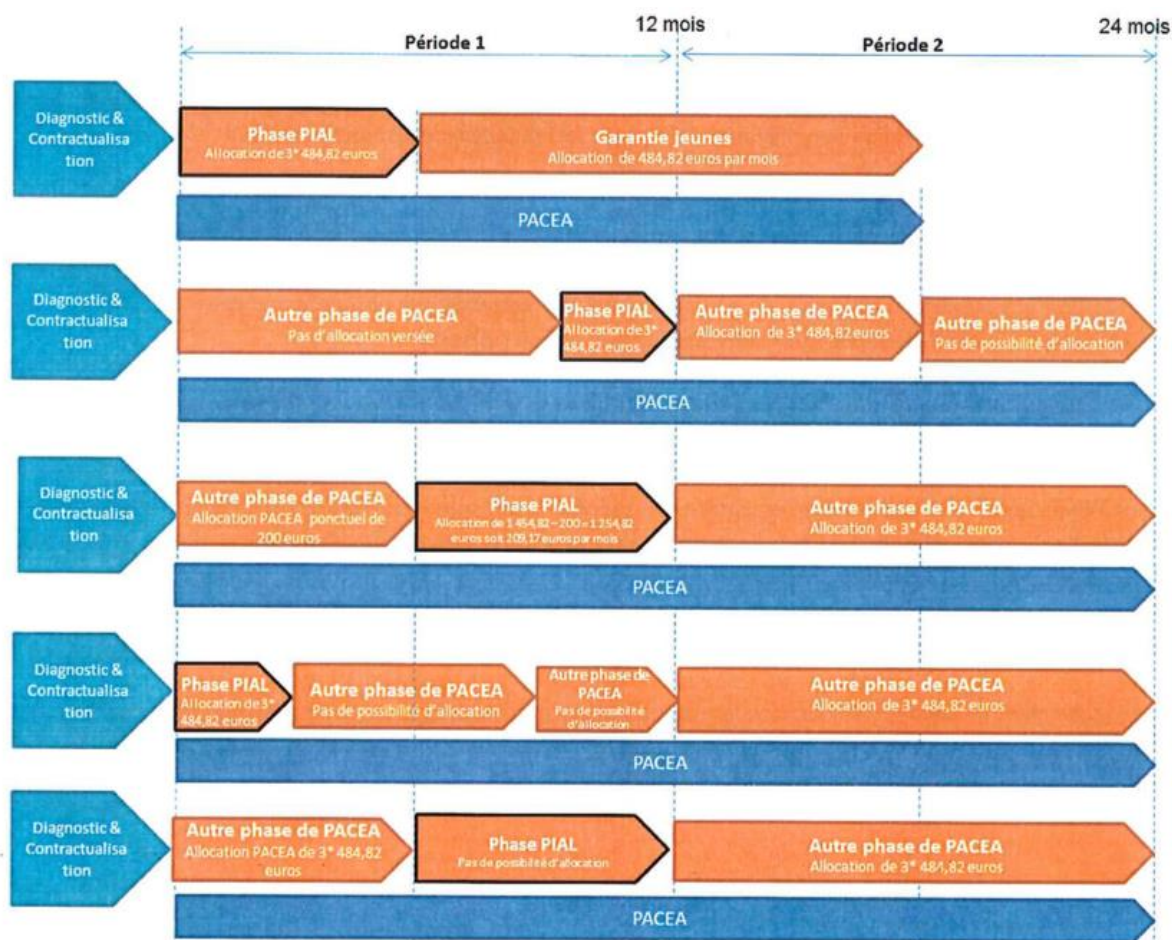 12 mois
24 mois
Période 1
Période 2
Diagnostic &
Contractualisa
tion
Phase PIAL
Allocation de 3* 484,82 euros
Garantie jeunes
Allocation de 484,82 euros par mois
PACEA
Diagnostic &
Contractualisa
tion
Autre phase de PACEA
Pas d'allocation versée
Phase PIAL
Allocation de 3*
484,82 euros
Autre phase de PACEA
Allocation de 3* 484,82 euros
Autre phase de PACEA
Pas de possibilité d'allocation
PACEA
Diagnostic &
Contractualisa
tion
Autre phase de PACEA
Allocation PACEA ponctuel de
200 euros
Phase PIAL
Allocation de 1 454,82 – 200 = 1 254,82
euros soit 209,17 euros par mois
Autre phase de PACEA
Allocation de 3* 484,82 euros
PACEA
Diagnostic &
Contractualisa
tion
Phase PIAL
Allocation de 3*
484,82 euros
Autre phase de PACEA
Pas de possibilité d'allocation
Autre phase de
PACEA
Pas de possibilité
d'allocation
Autre phase de PACEA
Allocation de 3* 484,82 euros
PACEA
Diagnostic &
Contractualisa
tion
Autre phase de PACEA
Allocation PACEA de 3* 484,82
euros
Phase PIAL
Pas de possibilité d'allocation
Autre phase de PACEA
Allocation de 3* 484,82 euros
PACEA